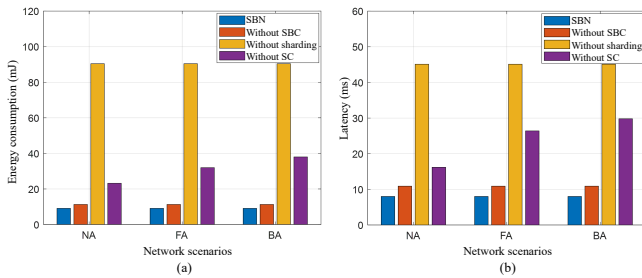 120
100
80
60
40
20
0
Energy consumption (mJ)
SBN
Without SBC
Without sharding
Without SC
NA
FA
BA
Network scenarios
(a)
60
50
40
30
20
10
0
Latency (ms)
SBN
Without SBC
Without sharding
Without SC
NA
FA
BA
Network scenarios
(b)